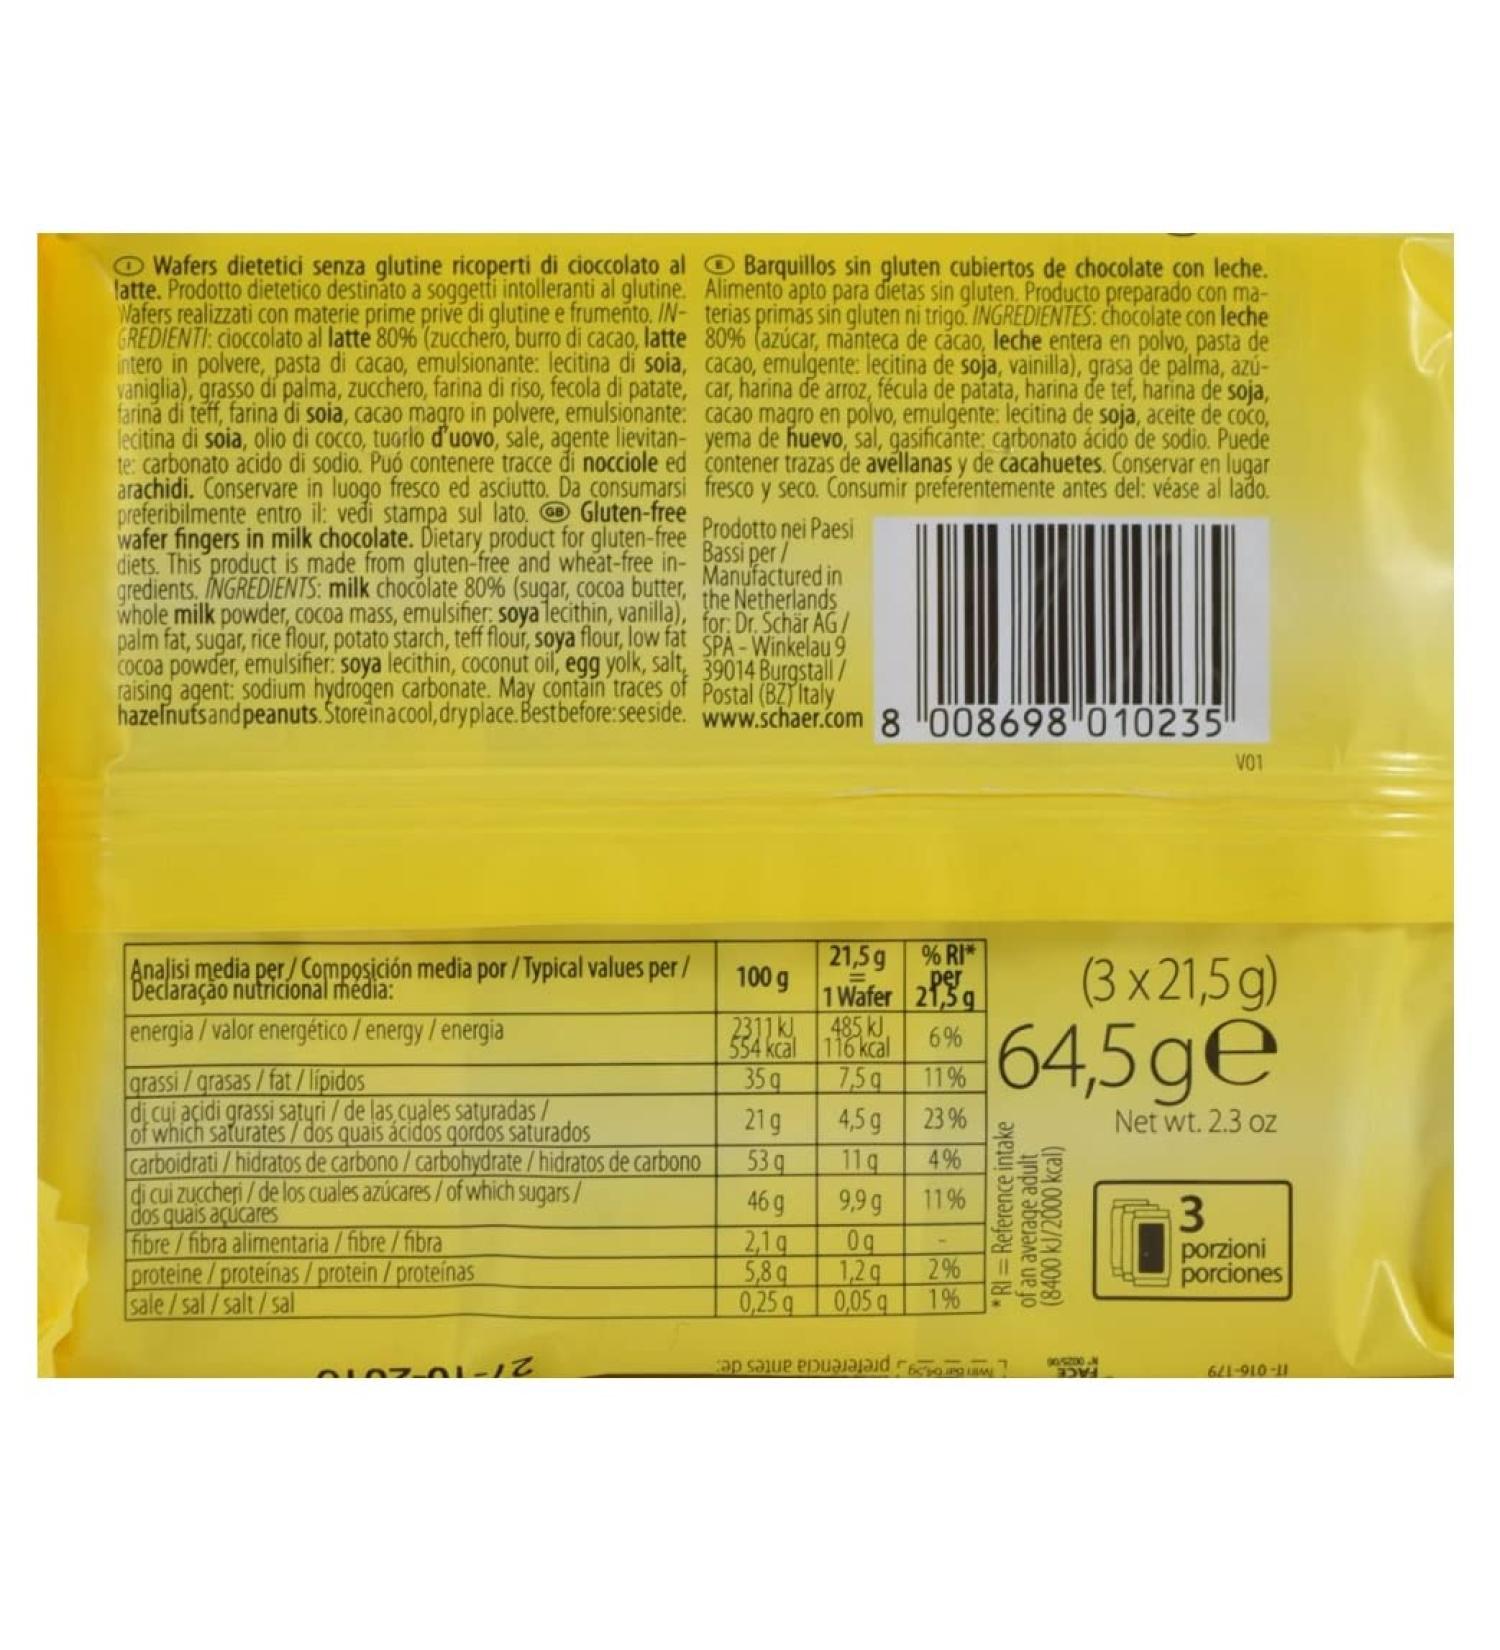 I Wafers dietetici senza glutine ricoperti di cioccolato al
latte. Prodotto dietetico destinato a soggetti intolleranti al glutine.
Wafers realizzati con materie prime prive di glutine e frumento. IN-
GREDIENTI: cioccolato al latte 80% (zucchero, burro di cacao, latte
intero in polvere, pasta di cacao, emulsionante: lecitina di soia,
vaniglia), grasso di palma, zucchero, farina di riso, fecola di patate,
farina di teff, farina di soia, cacao magro in polvere, emulsionante:
lecitina di soia, olio di cocco, tuorlo d'uovo, sale, agente lievitan-
te: carbonato acido di sodio. Puó contenere tracce di nocciole ed
arachidi. Conservare in luogo fresco ed asciutto. Da consumarsi
preferibilmente entro il: vedi stampa sul lato. GB Gluten-free
wafer fingers in milk chocolate. Dietary product for gluten-free
diets. This product is made from gluten-free and wheat-free in-
gredients. INGREDIENTS: milk chocolate 80% (sugar, cocoa butter,
whole milk powder, cocoa mass, emulsifier: soya lecithin, vanilla),
palm fat, sugar, rice flour, potato starch, teff flour, soya flour, low fat
cocoa powder, emulsifier: soya lecithin, coconut oil, egg yolk, salt,
raising agent: sodium hydrogen carbonate. May contain traces of
hazelnuts and peanuts. Store in a cool, dry place. Best before: see side.
E Barquillos sin gluten cubiertos de chocolate con leche.
Alimento apto para dietas sin gluten. Producto preparado con ma-
terias primas sin gluten ni trigo. INGREDIENTES: chocolate con leche
80% (azúcar, manteca de cacao, leche entera en polvo, pasta de
cacao, emulgente: lecitina de soja, vainilla), grasa de palma, azú-
car, harina de arroz, fécula de patata, harina de tef, harina de soja,
cacao magro en polvo, emulgente: lecitina de soja, aceite de coco,
yema de huevo, sal, gasificante: carbonato ácido de sodio. Puede
contener trazas de avellanas y de cacahuetes. Conservar en lugar
fresco y seco. Consumir preferentemente antes del: véase al lado.
Prodotto nei Paesi
Bassi per /
Manufactured in
the Netherlands
for: Dr. Schär AG /
SPA - Winkelau 9
39014 Burgstall /
Postal (BZ) Italy
www.schaer.com
8 008698 010235
V01
Analisi media per / Composición media por / Typical values per /
Declaração nutricional média:
100 g
21,5 g
=
1 Wafer
% RI*
per
21,5 g
energia / valor energético / energy / energia
2311 kJ 485 kJ 6%
554 kcal 116 kcal
grassi / grasas / fat / lípidos 35 g 7,5 g 11%
di cui acidi grassi saturi / de las cuales saturadas /
of which saturates / dos quais ácidos gordos saturados
21 g 4,5 g 23%
carboidrati / hidratos de carbono / carbohydrate / hidratos de carbono 53 g 11 g 4%
di cui zuccheri / de los cuales azúcares / of which sugars /
dos quais açúcares
46 g 9,9 g 11%
fibre / fibra alimentaria / fibre / fibra 2,1 g 0 g -
proteine / proteínas / protein / proteínas 5,8 g 1,2 g 2%
sale / sal / salt / sal 0,25 g 0,05 g 1%
* RI = Reference intake
of an average adult
(8400 kJ/2000 kcal)
(3 x 21,5 g)
64,5 g e
Net wt. 2.3 oz
3
porzioni
porciones
preferencia antes de:
FACE
IT-016-179